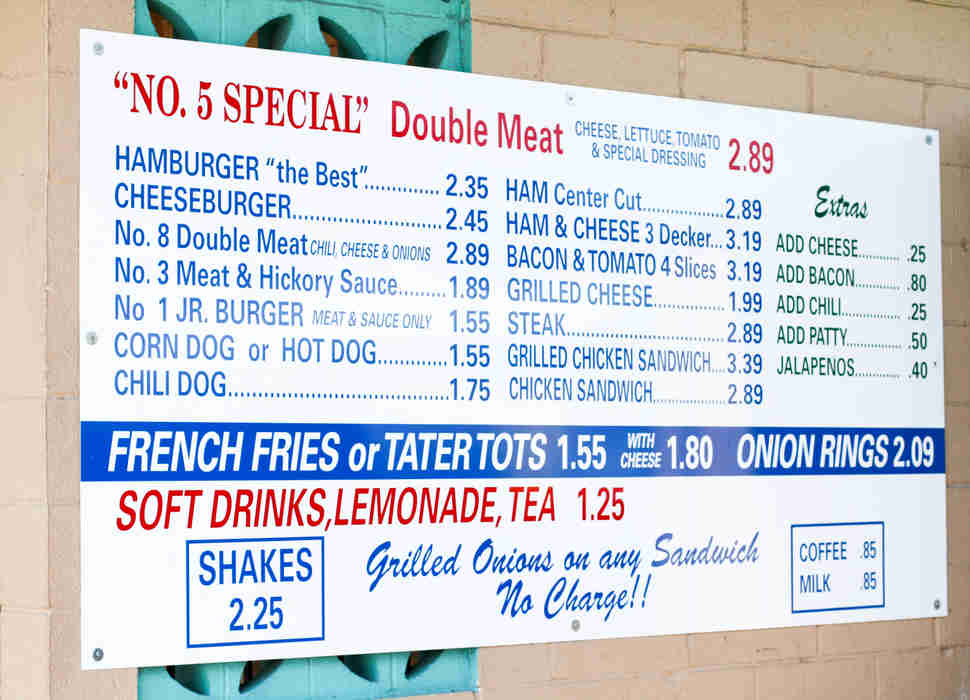 “NO. 5 SPECIAL” Double Meat CHEESE, LETTUCE, TOMATO & SPECIAL DRESSING 2.89
HAMBURGER “the Best”.............. 2.35
CHEESEBURGER............................ 2.45
No. 8 Double Meat CHILI, CHEESE & ONIONS 2.89
No. 3 Meat & Hickory Sauce......... 1.89
No 1 JR. BURGER MEAT & SAUCE ONLY 1.55
CORN DOG or HOT DOG............. 1.55
CHILI DOG.....................................1.75
HAM Center Cut..................2.89
HAM & CHEESE 3 Decker... 3.19
BACON & TOMATO 4 Slices 3.19
GRILLED CHEESE................ 1.99
STEAK.................................. 2.89
GRILLED CHICKEN SANDWICH.... 3.39
CHICKEN SANDWICH.................. 2.89
Extras
ADD CHEESE............ .25
ADD BACON............. .80
ADD CHILI................ .25
ADD PATTY............... .50
JALAPENOS............ .40
FRENCH FRIES or TATER TOTS 1.55 WITH CHEESE 1.80 ONION RINGS 2.09
SOFT DRINKS, LEMONADE, TEA 1.25
SHAKES
2.25
Grilled Onions on any Sandwich
No Charge!!
COFFEE .85
MILK .85